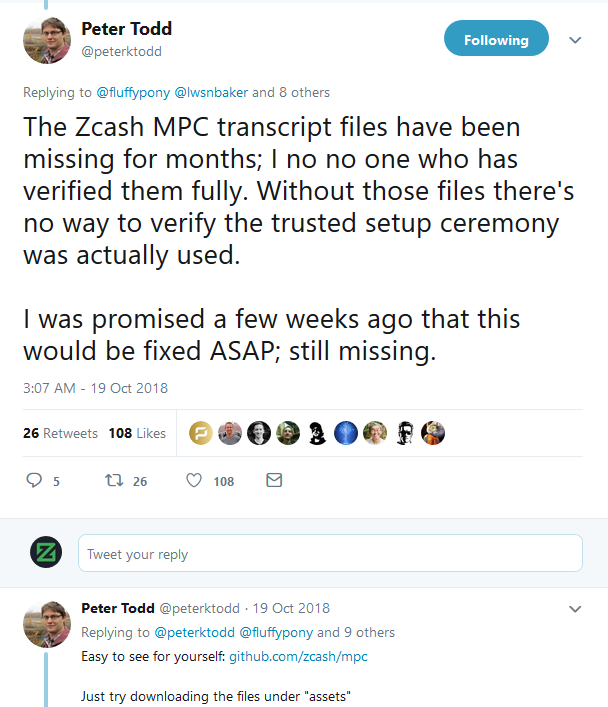 Peter Todd
@peterktodd
Following
Replying to @fluffypony @lwsnbaker and 8 others
The Zcash MPC transcript files have been
missing for months; I no no one who has
verified them fully. Without those files there's
no way to verify the trusted setup ceremony
was actually used.
I was promised a few weeks ago that this
would be fixed ASAP; still missing.
3:07 AM - 19 Oct 2018
26 Retweets 108 Likes
5 26 108
Tweet your reply
Peter Todd @peterktodd · 19 Oct 2018
Replying to @peterktodd @fluffypony and 9 others
Easy to see for yourself: github.com/zcash/mpc
Just try downloading the files under "assets"